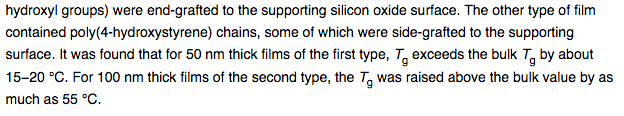 hydroxyl groups) were end-grafted to the supporting silicon oxide surface. The other type of film
contained poly(4-hydroxystyrene) chains, some of which were side-grafted to the supporting
surface. It was found that for 50 nm thick films of the first type, Tg exceeds the bulk Tg by about
15–20 °C. For 100 nm thick films of the second type, the Tg was raised above the bulk value by as
much as 55 °C.